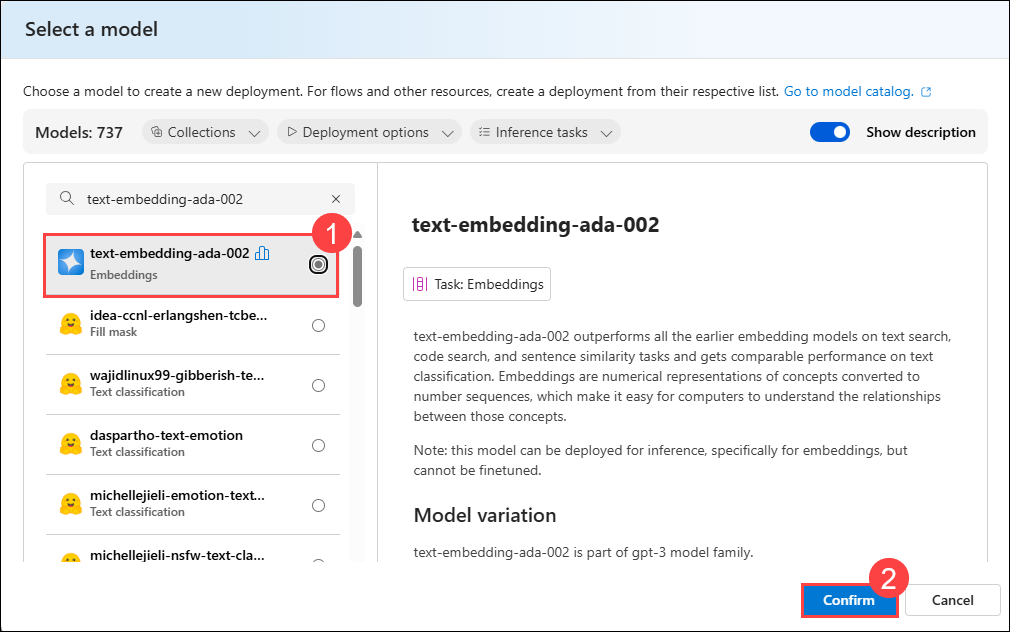 Select a model
Choose a model to create a new deployment. For flows and other resources, create a deployment from their respective list. Go to model catalog.
Models: 737 Collections Deployment options Inference tasks Show description
text-embedding-ada-002
1
text-embedding-ada-002
Embeddings
idea-ccnl-erlangshen-tcbe...
Fill mask
wajidlinux99-gibberish-te...
Text classification
daspartho-text-emotion
Text classification
michellejieli-emotion-text...
Text classification
michellejieli-nsfw-text-cla...
text-embedding-ada-002
Task: Embeddings
text-embedding-ada-002 outperforms all the earlier embedding models on text search,
code search, and sentence similarity tasks and gets comparable performance on text
classification. Embeddings are numerical representations of concepts converted to
number sequences, which make it easy for computers to understand the relationships
between those concepts.
Note: this model can be deployed for inference, specifically for embeddings, but
cannot be finetuned.
Model variation
text-embedding-ada-002 is part of gpt-3 model family.
2
Confirm Cancel